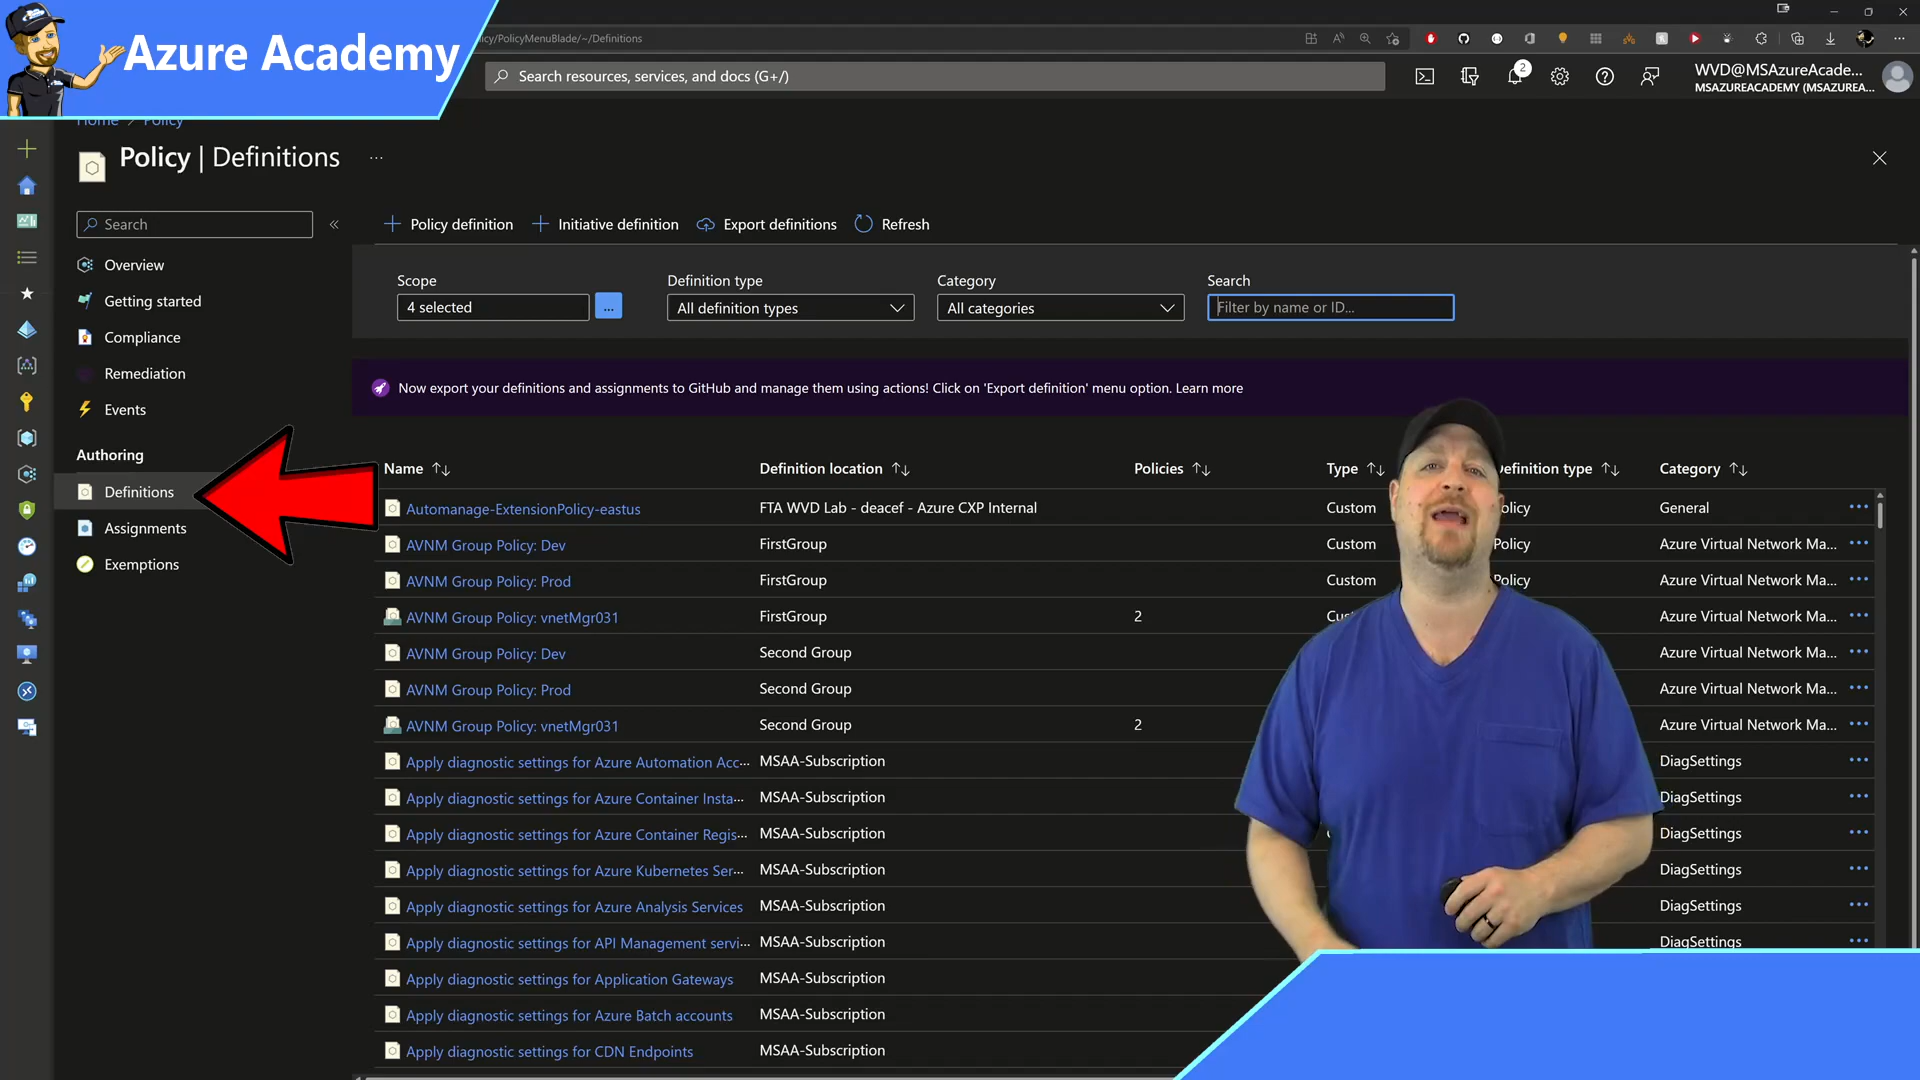 Azure Academy
icy/PolicyMenuBlade/~/Definitions
Search resources, services, and docs (G+/)
2
WVD@MSAzureAcade...
MSAZUREACADEMY (MSAZUREA...
Home > Policy
Policy | Definitions ...
Search «
Policy definition Initiative definition Export definitions Refresh
Overview
Getting started
Compliance
Remediation
Events
Authoring
Definitions
Assignments
Exemptions
Scope Definition type Category Search
4 selected ... All definition types All categories Filter by name or ID...
Now export your definitions and assignments to GitHub and manage them using actions! Click on 'Export definition' menu option. Learn more
Name Definition location Policies Type Definition type Category
Automanage-ExtensionPolicy-eastus FTA WVD Lab - deacef - Azure CXP Internal Custom Policy General ...
AVNM Group Policy: Dev FirstGroup Custom Policy Azure Virtual Network Ma... ...
AVNM Group Policy: Prod FirstGroup Custom Policy Azure Virtual Network Ma... ...
AVNM Group Policy: vnetMgr031 FirstGroup 2 Azure Virtual Network Ma... ...
AVNM Group Policy: Dev Second Group Azure Virtual Network Ma... ...
AVNM Group Policy: Prod Second Group Azure Virtual Network Ma... ...
AVNM Group Policy: vnetMgr031 Second Group 2 Azure Virtual Network Ma... ...
Apply diagnostic settings for Azure Automation Acc... MSAA-Subscription DiagSettings ...
Apply diagnostic settings for Azure Container Insta... MSAA-Subscription DiagSettings ...
Apply diagnostic settings for Azure Container Regis... MSAA-Subscription DiagSettings ...
Apply diagnostic settings for Azure Kubernetes Ser... MSAA-Subscription DiagSettings ...
Apply diagnostic settings for Azure Analysis Services MSAA-Subscription DiagSettings ...
Apply diagnostic settings for API Management servi... MSAA-Subscription DiagSettings ...
Apply diagnostic settings for Application Gateways MSAA-Subscription
Apply diagnostic settings for Azure Batch accounts MSAA-Subscription
Apply diagnostic settings for CDN Endpoints MSAA-Subscription